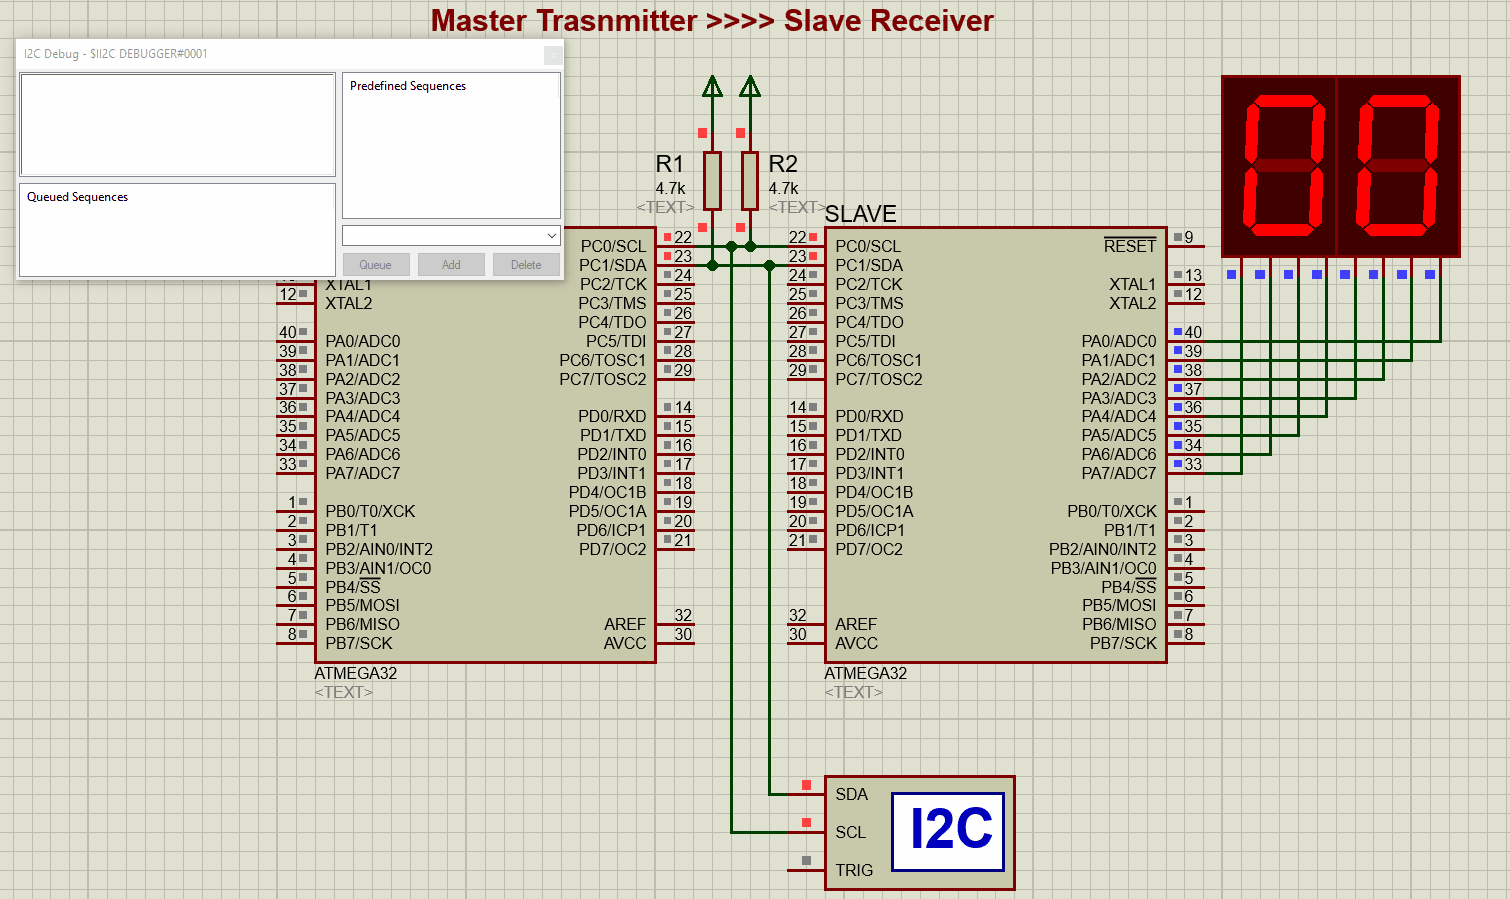 Master Trasnmitter >>>> Slave Receiver
I2C Debug - $II2C DEBUGGER#0001
Predefined Sequences
Queued Sequences
Queue Add Delete
R1
4.7k
<TEXT>
R2
4.7k
<TEXT>
00
XTAL1
12 XTAL2
40 PA0/ADC0
39 PA1/ADC1
38 PA2/ADC2
37 PA3/ADC3
36 PA4/ADC4
35 PA5/ADC5
34 PA6/ADC6
33 PA7/ADC7
1 PB0/T0/XCK
2 PB1/T1
3 PB2/AIN0/INT2
4 PB3/AIN1/OC0
5 PB4/SS
6 PB5/MOSI
7 PB6/MISO
8 PB7/SCK
PC0/SCL 22
PC1/SDA 23
PC2/TCK 24
PC3/TMS 25
PC4/TDO 26
PC5/TDI 27
PC6/TOSC1 28
PC7/TOSC2 29
PD0/RXD 14
PD1/TXD 15
PD2/INT0 16
PD3/INT1 17
PD4/OC1B 18
PD5/OC1A 19
PD6/ICP1 20
PD7/OC2 21
AREF 32
AVCC 30
ATMEGA32
<TEXT>
SLAVE
22 PC0/SCL
23 PC1/SDA
24 PC2/TCK
25 PC3/TMS
26 PC4/TDO
27 PC5/TDI
28 PC6/TOSC1
29 PC7/TOSC2
14 PD0/RXD
15 PD1/TXD
16 PD2/INT0
17 PD3/INT1
18 PD4/OC1B
19 PD5/OC1A
20 PD6/ICP1
21 PD7/OC2
32 AREF
30 AVCC
RESET 9
XTAL1 13
XTAL2 12
PA0/ADC0 40
PA1/ADC1 39
PA2/ADC2 38
PA3/ADC3 37
PA4/ADC4 36
PA5/ADC5 35
PA6/ADC6 34
PA7/ADC7 33
PB0/T0/XCK 1
PB1/T1 2
PB2/AIN0/INT2 3
PB3/AIN1/OC0 4
PB4/SS 5
PB5/MOSI 6
PB6/MISO 7
PB7/SCK 8
ATMEGA32
<TEXT>
SDA
SCL
TRIG
I2C